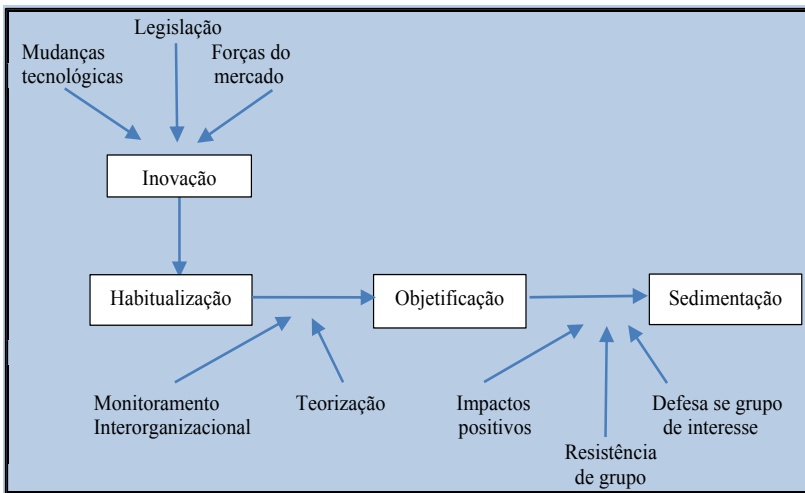 Legislação
Mudanças
tecnológicas
Forças do
mercado
Inovação
Habitualização
Objetificação
Sedimentação
Monitoramento
Interorganizacional
Teorização
Impactos
positivos
Defesa se grupo
de interesse
Resistência
de grupo